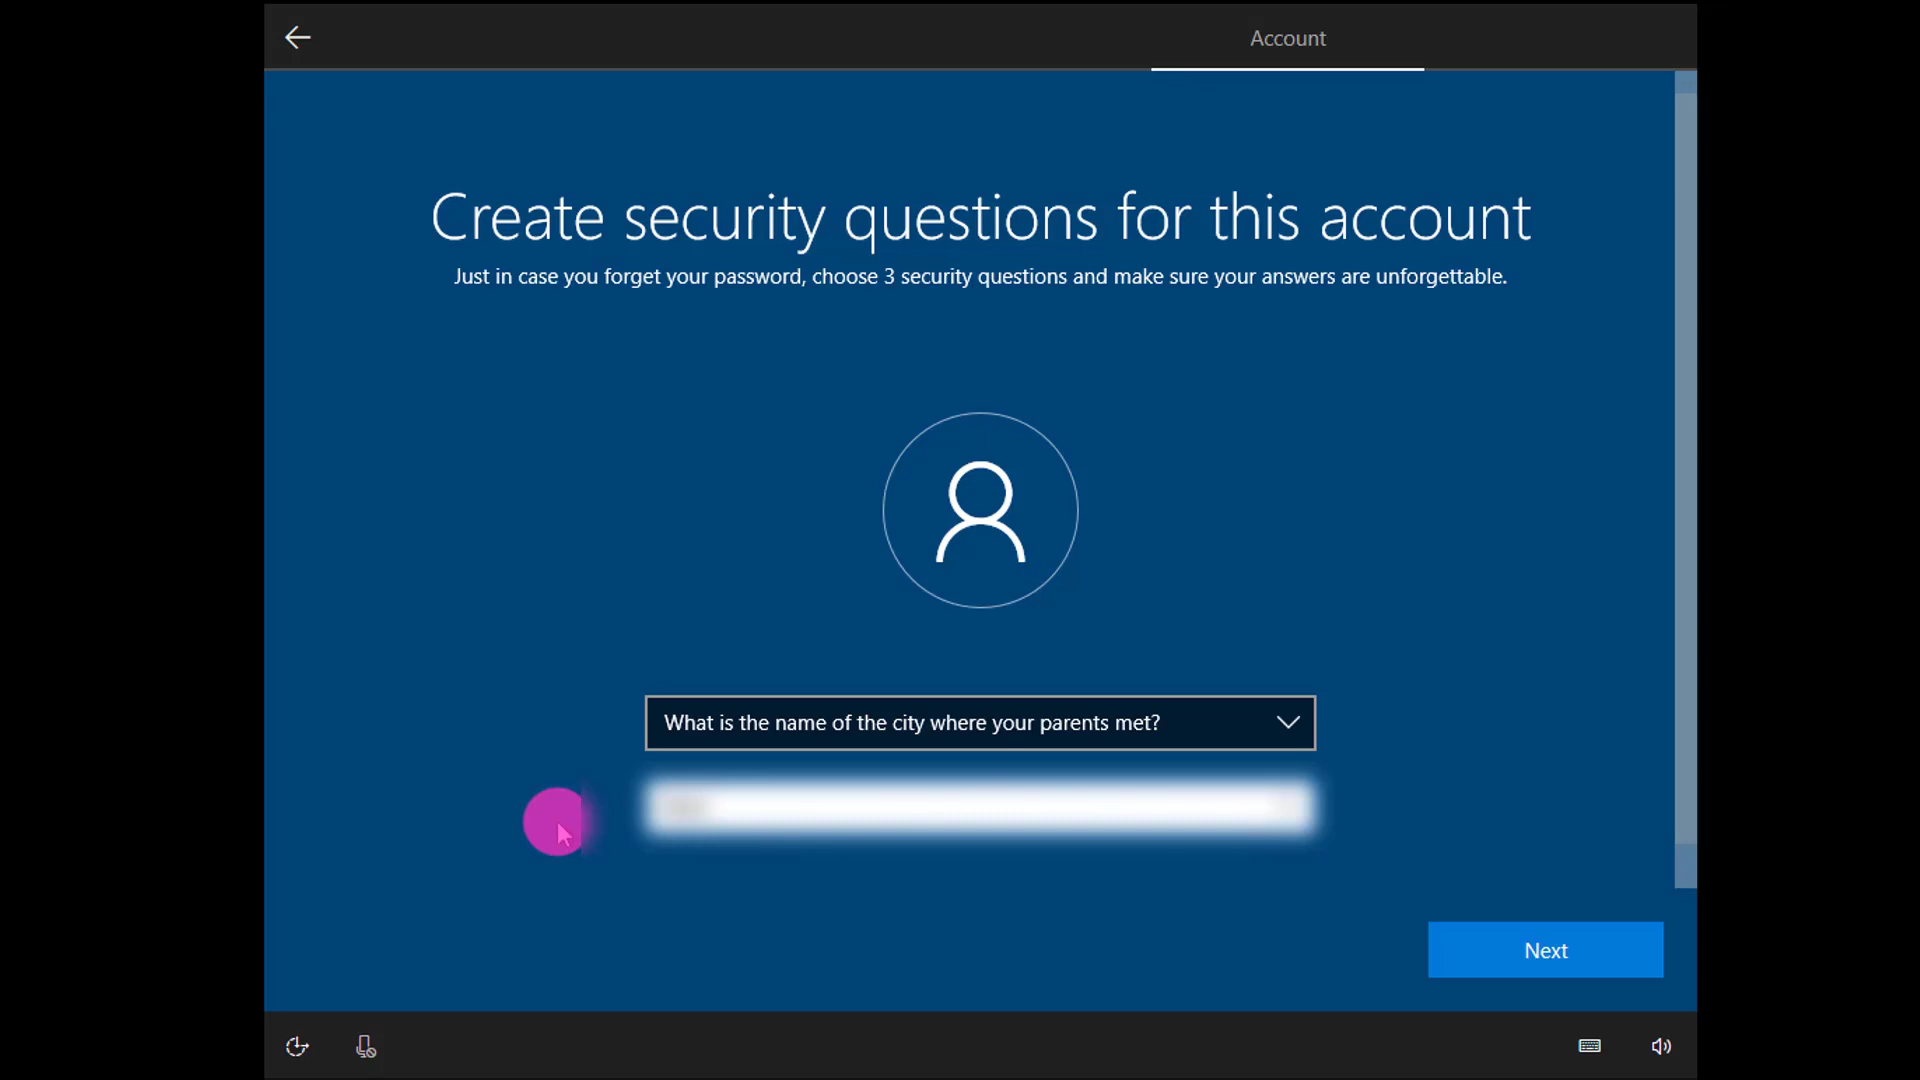 Account
Create security questions for this account
Just in case you forget your password, choose 3 security questions and make sure your answers are unforgettable.
What is the name of the city where your parents met?
Next